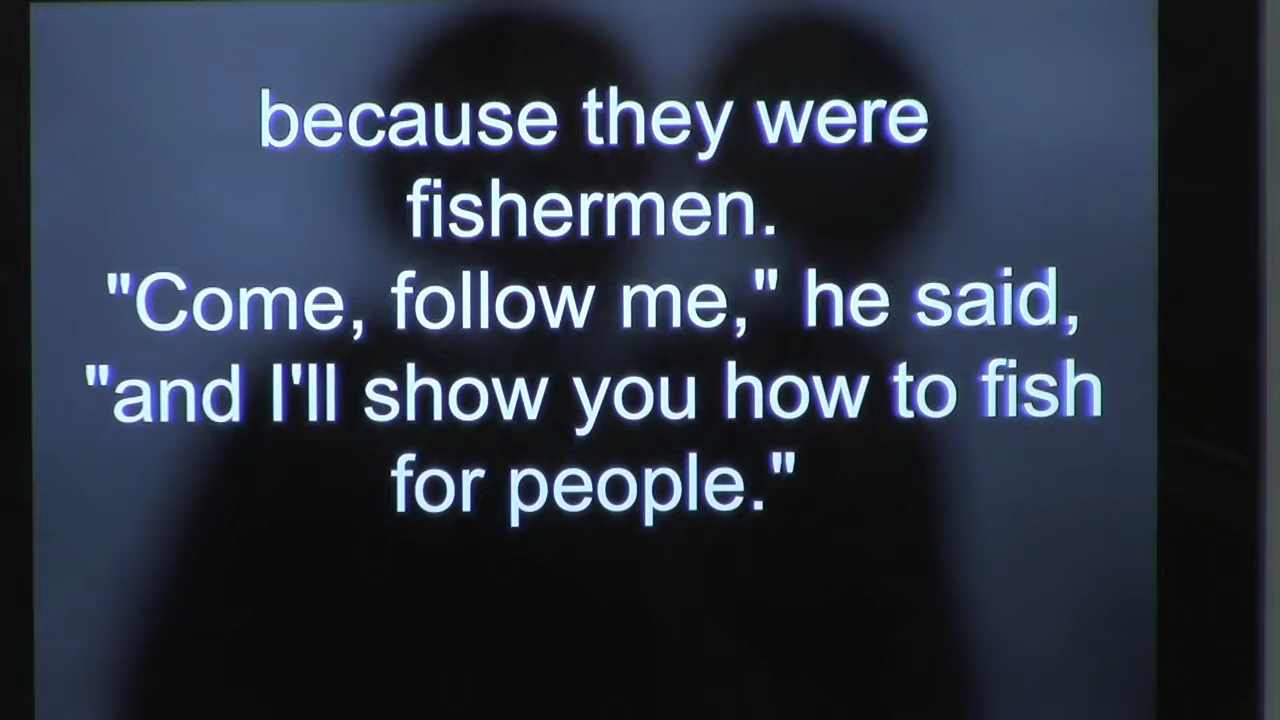 because they were
fishermen.
"Come, follow me," he said,
"and I'll show you how to fish
for people."